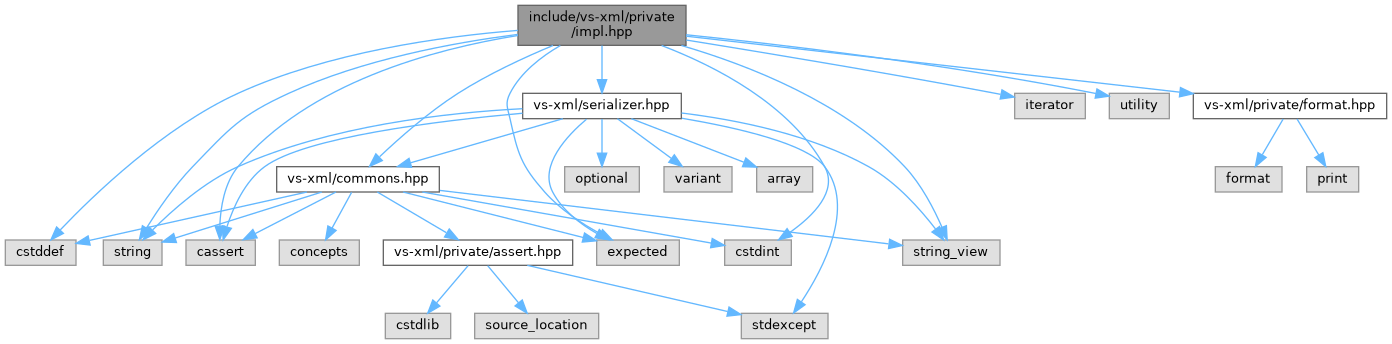 include/vs-xml/private
/impl.hpp
vs-xml/serializer.hpp
iterator
utility
vs-xml/private/format.hpp
vs-xml/commons.hpp
optional
variant
array
format
print
cstddef
string
cassert
concepts
vs-xml/private/assert.hpp
expected
cstdint
string_view
cstdlib
source_location
stdexcept